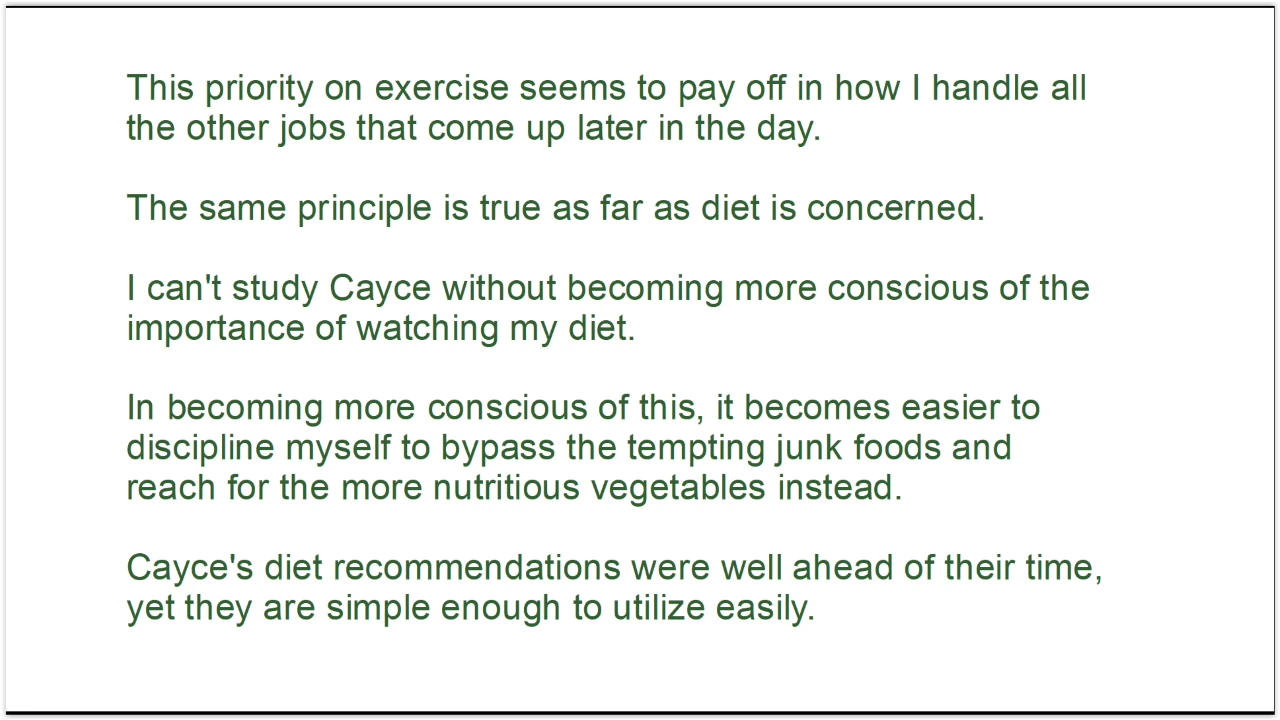 This priority on exercise seems to pay off in how I handle all
the other jobs that come up later in the day.
The same principle is true as far as diet is concerned.
I can't study Cayce without becoming more conscious of the
importance of watching my diet.
In becoming more conscious of this, it becomes easier to
discipline myself to bypass the tempting junk foods and
reach for the more nutritious vegetables instead.
Cayce's diet recommendations were well ahead of their time,
yet they are simple enough to utilize easily.